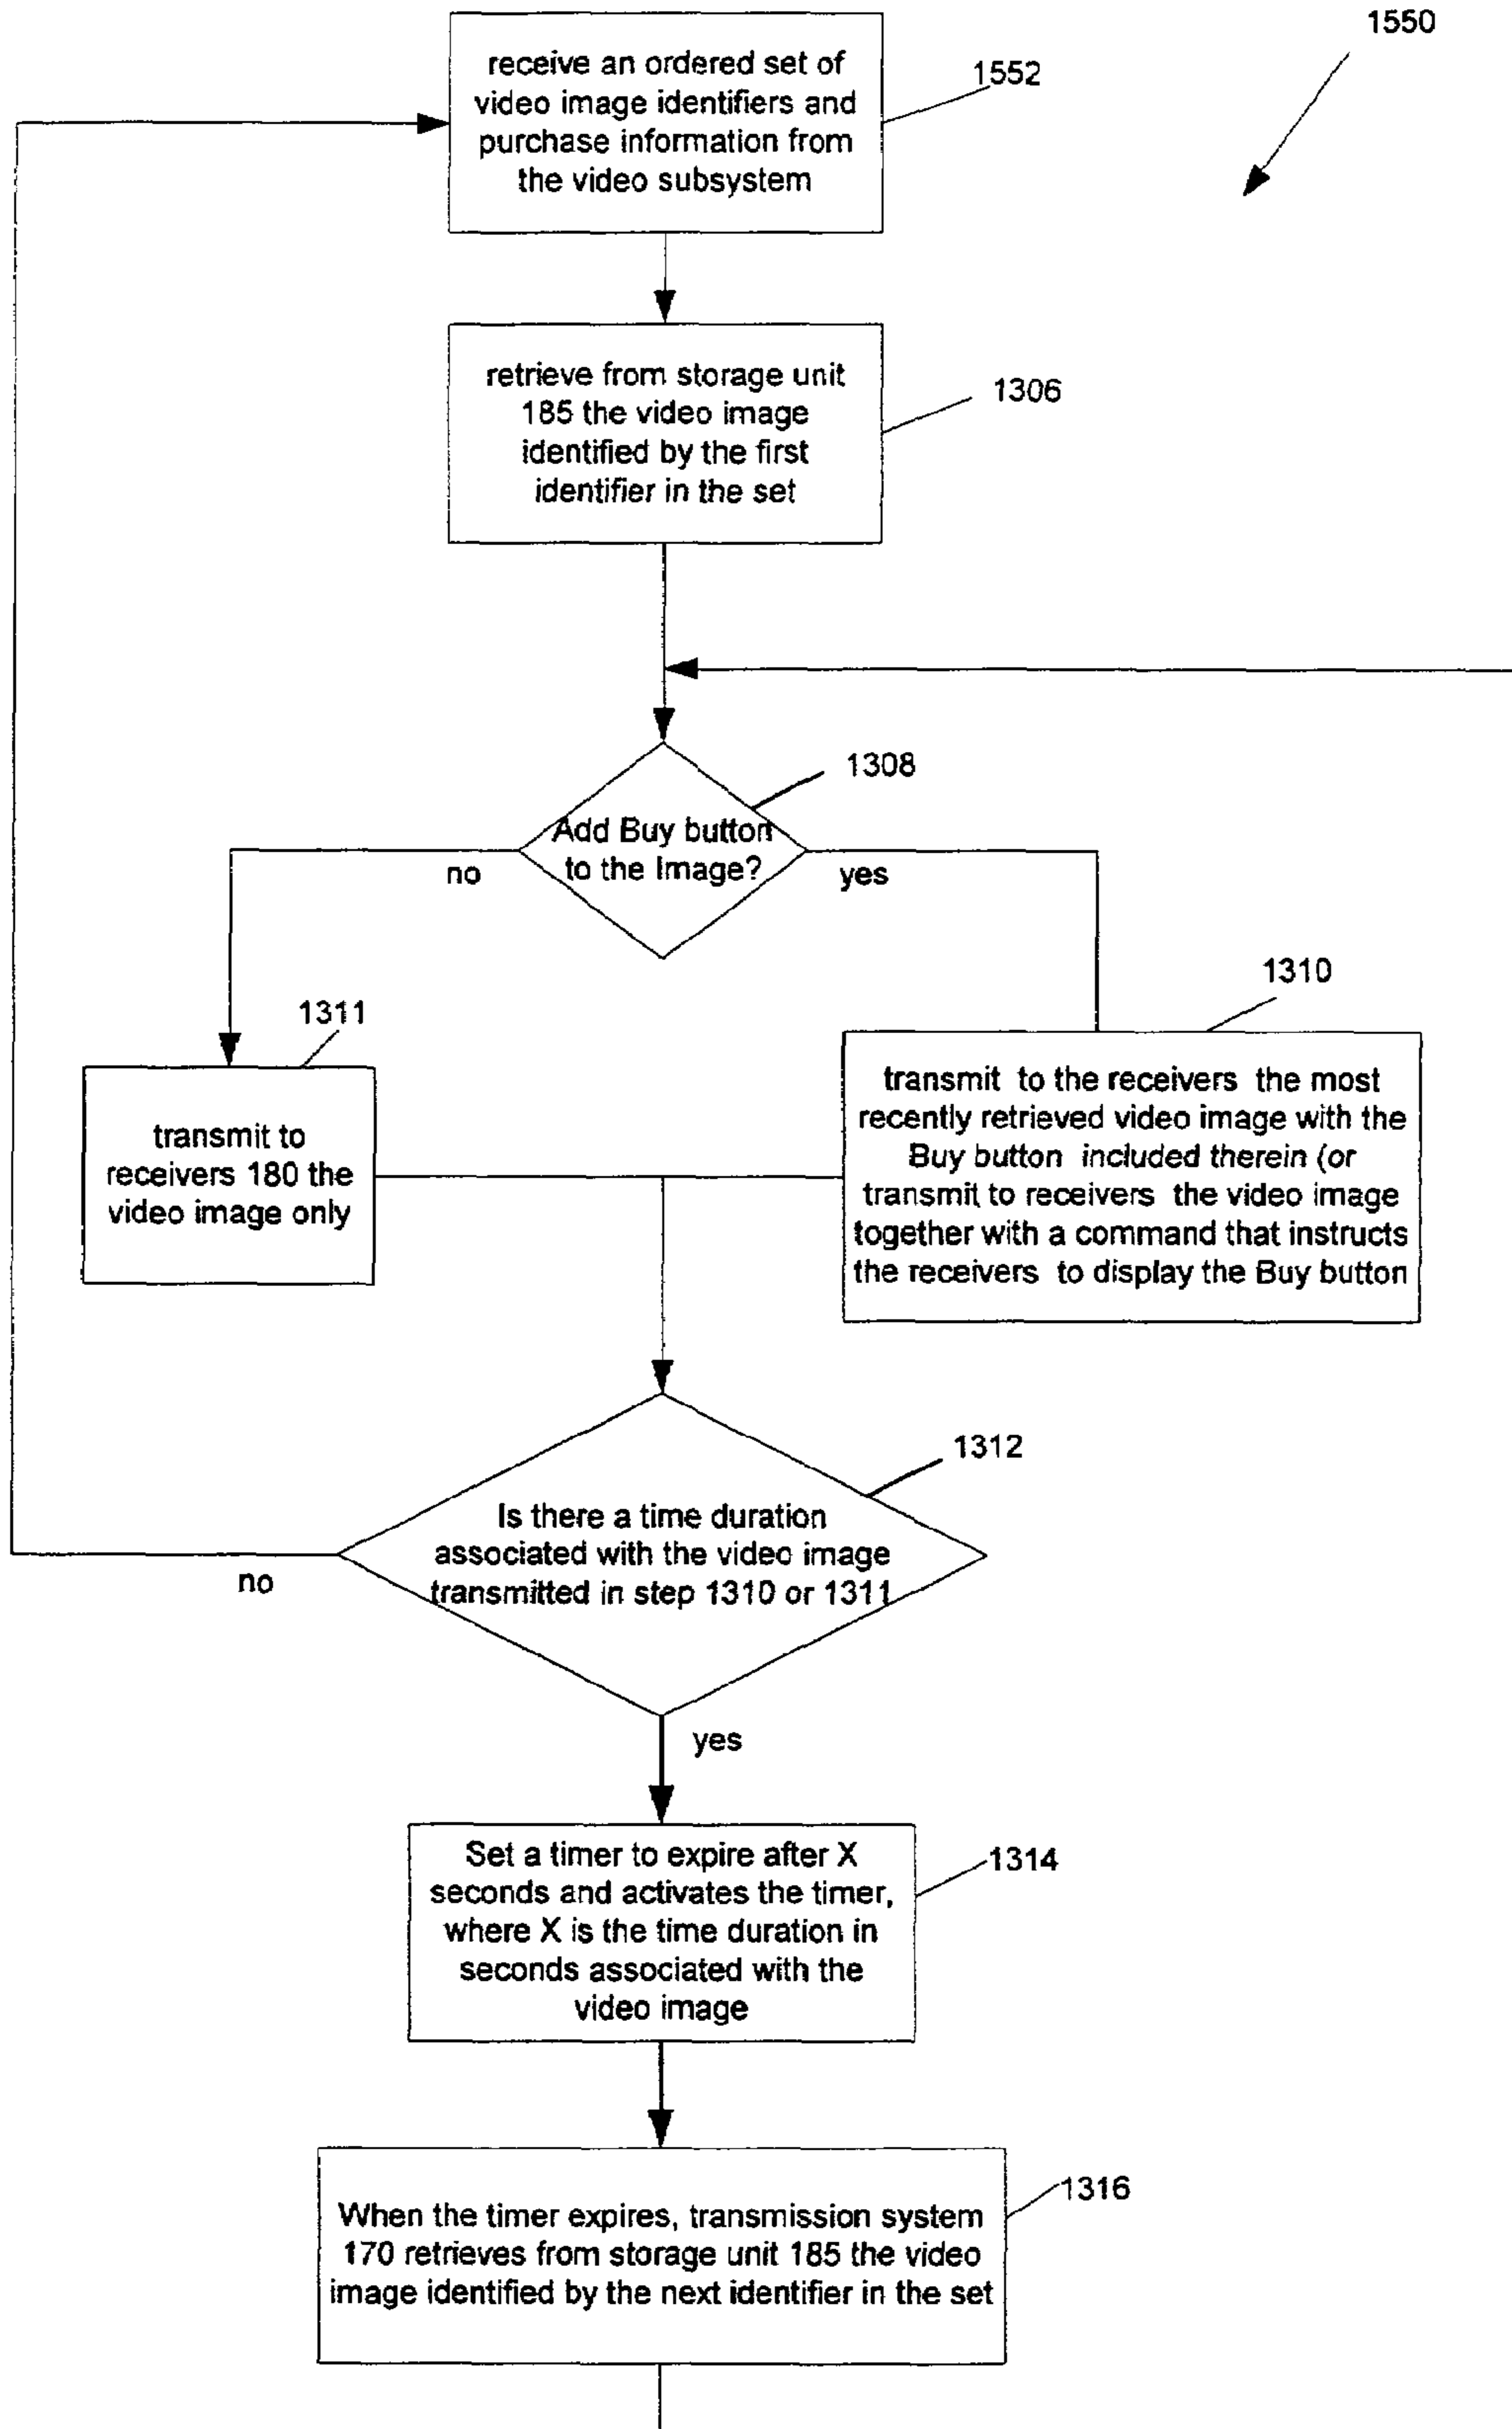 1550
receive an ordered set of
video image identifiers and
purchase information from
the video subsystem
1552
retrieve from storage unit
185 the video image
identified by the first
identifier in the set
1306
1308
Add Buy button
to the Image?
no
yes
1311
1310
transmit to
receivers 180 the
video image only
transmit to the receivers the most
recently retrieved video image with the
Buy button included therein (or
transmit to receivers the video image
together with a command that instructs
the receivers to display the Buy button
1312
Is there a time duration
associated with the video image
transmitted in step 1310 or 1311
no
yes
Set a timer to expire after X
seconds and activates the timer,
where X is the time duration in
seconds associated with the
video image
1314
When the timer expires, transmission system
170 retrieves from storage unit 185 the video
image identified by the next identifier in the set
1316